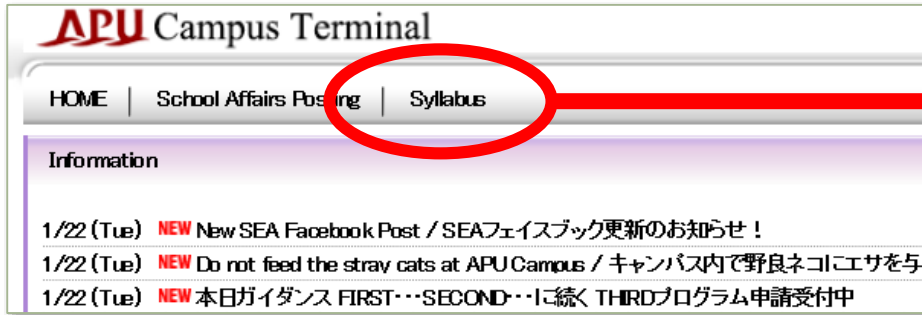 APU Campus Terminal
HOME | School Affairs Posting | Syllabus
Information
1/22(Tue) NEW New SEA Facebook Post / SEAフェイスブック更新のお知らせ！
1/22(Tue) NEW Do not feed the stray cats at APU Campus / キャンパス内で野良ネコにエサを与
1/22(Tue) NEW 本日ガイダンス FIRST･･･SECOND･･･に続く THIRDプログラム申請受付中